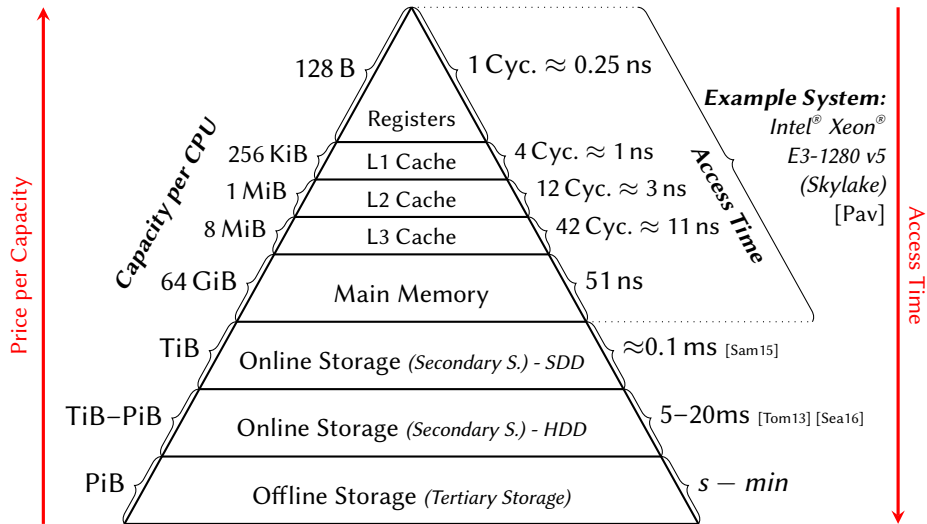 Price per Capacity
Capacity per CPU
128 B
1 Cyc. ≈ 0.25 ns
Registers
256 KiB
L1 Cache
4 Cyc. ≈ 1 ns
1 MiB
L2 Cache
12 Cyc. ≈ 3 ns
8 MiB
L3 Cache
42 Cyc. ≈ 11 ns
64 GiB
Main Memory
51 ns
TiB
Online Storage (Secondary S.) - SDD
≈0.1 ms [Sam15]
TiB–PiB
Online Storage (Secondary S.) - HDD
5–20ms [Tom13] [Sea16]
PiB
Offline Storage (Tertiary Storage)
s − min
Access Time
Example System:
Intel® Xeon®
E3-1280 v5
(Skylake)
[Pav]
Access Time